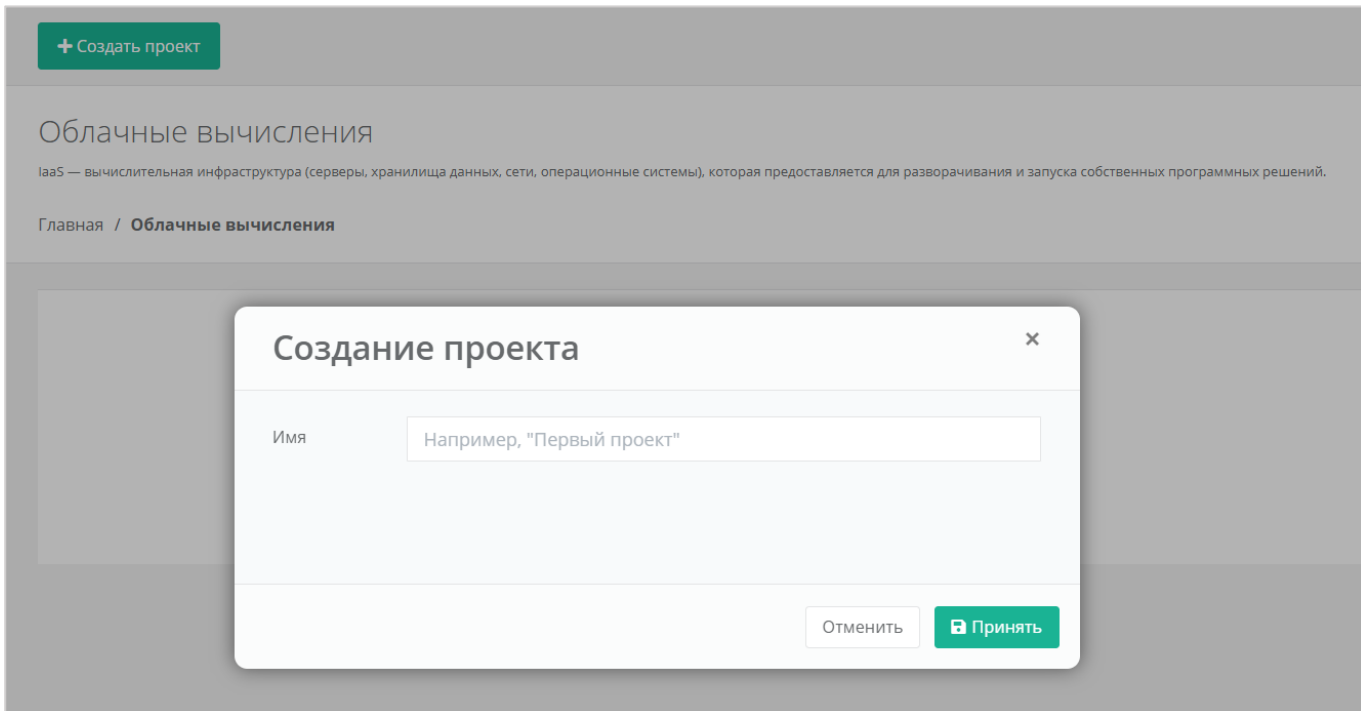 Создать проект
Облачные вычисления
IaaS — вычислительная инфраструктура (серверы, хранилища данных, сети, операционные системы), которая предоставляется для разворачивания и запуска собственных программных решений.
Главная / Облачные вычисления
Создание проекта
×
Имя
Например, "Первый проект"
Отменить
Принять